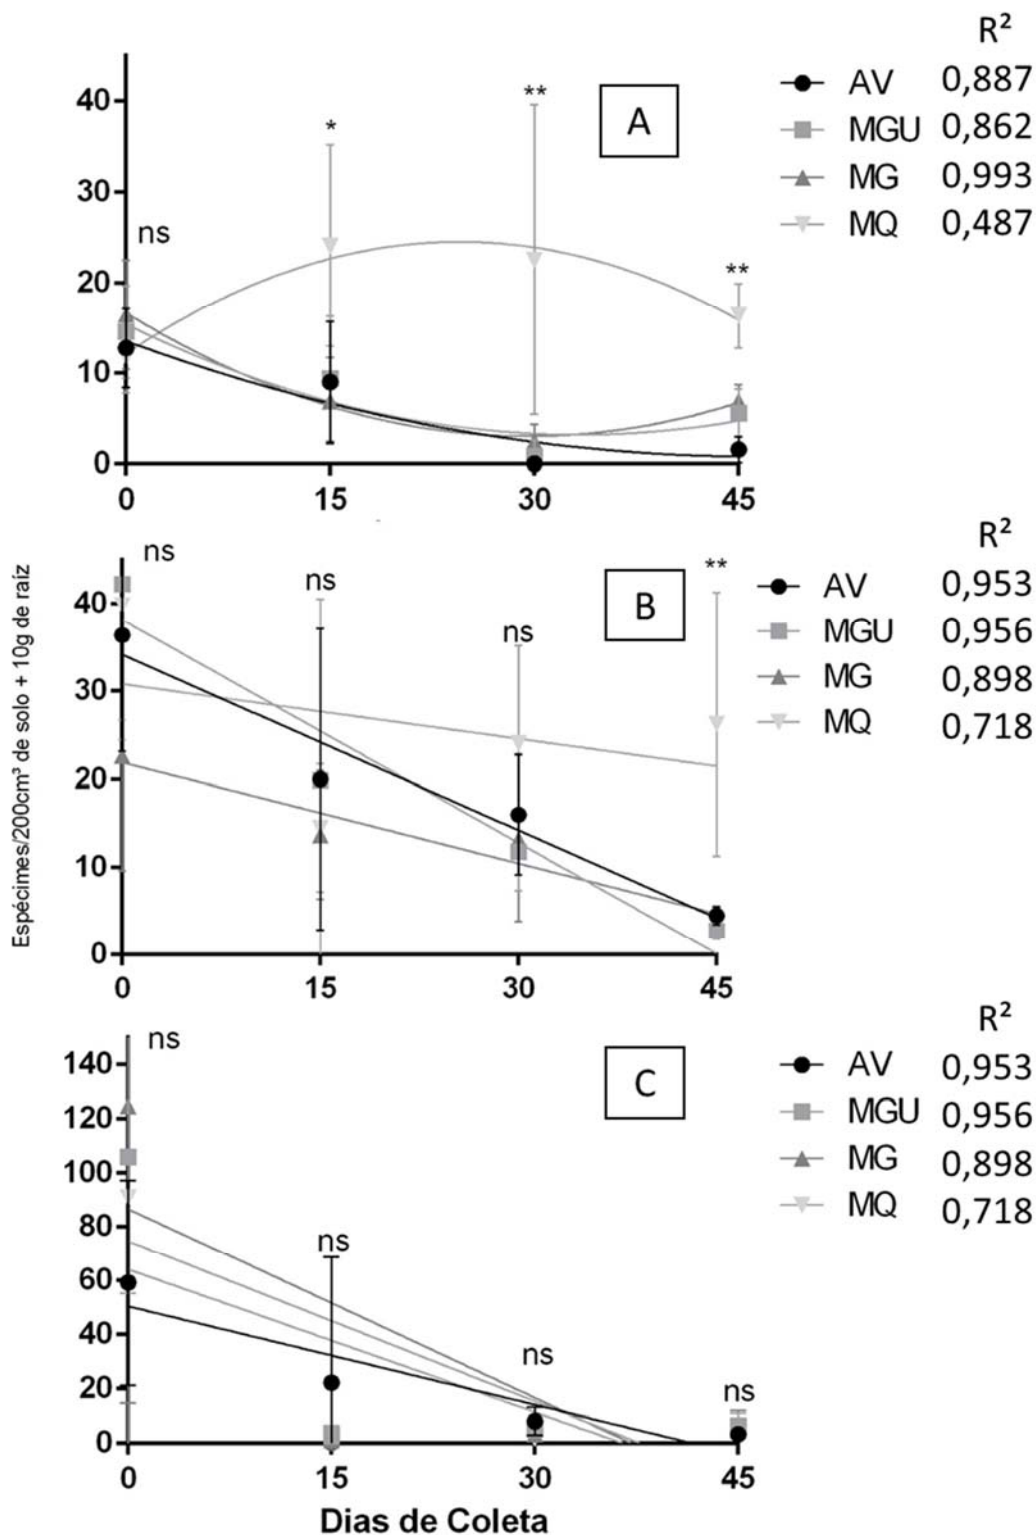 R²
AV 0,887
MGU 0,862
MG 0,993
MQ 0,487
A
40
30
20
10
0
ns
*
**
**
0 15 30 45
Espécimes/200cm³ de solo + 10g de raíz
R²
AV 0,953
MGU 0,956
MG 0,898
MQ 0,718
B
40
30
20
10
0
ns
ns
ns
**
0 15 30 45
R²
AV 0,953
MGU 0,956
MG 0,898
MQ 0,718
C
140
120
100
80
60
40
20
0
ns
ns
ns
ns
0 15 30 45
Dias de Coleta